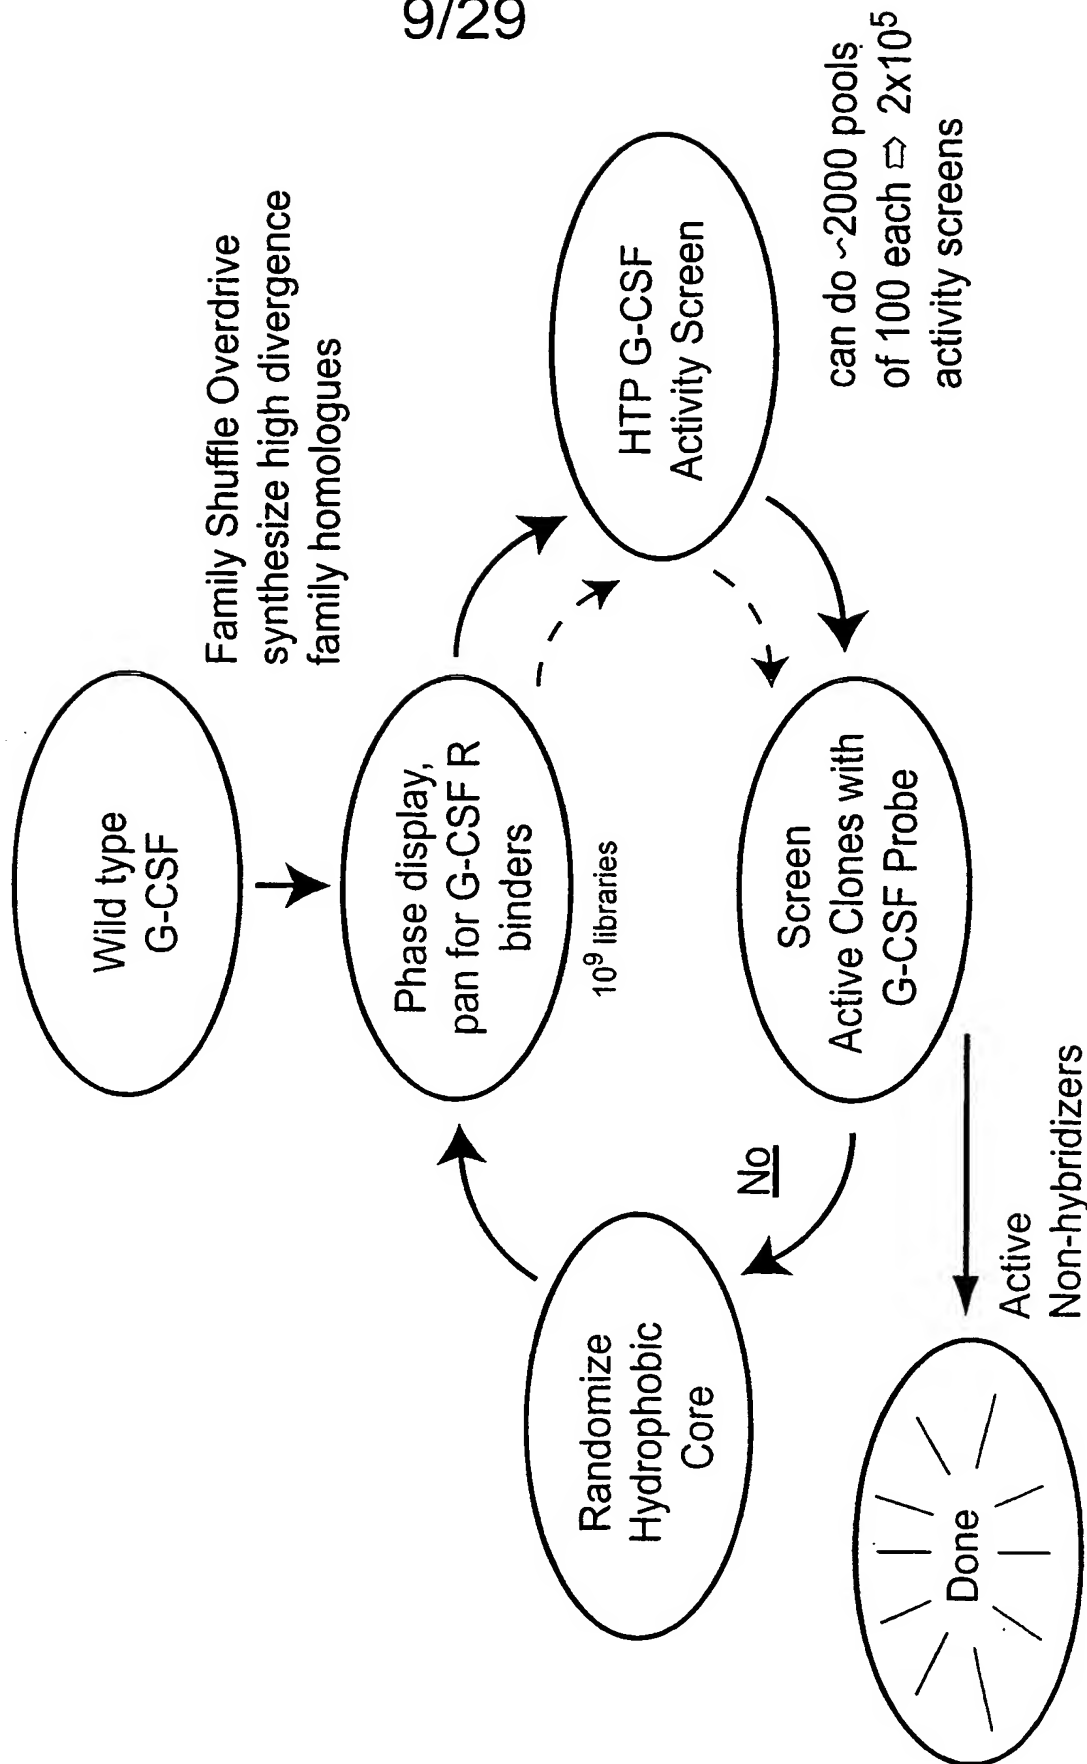 9/29
Wild type
G-CSF
Family Shuffle Overdrive
synthesize high divergence
family homologues
Phase display,
pan for G-CSF R
binders
10⁹ libraries
HTP G-CSF
Activity Screen
can do ~2000 pools
of 100 each ⇨ 2x10⁵
activity screens
Screen
Active Clones with
G-CSF Probe
No
Randomize
Hydrophobic
Core
Active
Non-hybridizers
Done